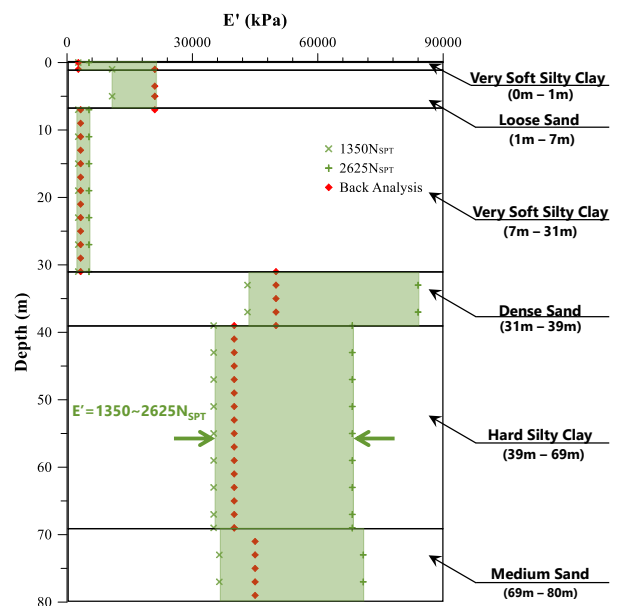 E' (kPa)
0 30000 60000 90000
0
10
20
30
40
50
60
70
80
Depth (m)
× 1350NSPT
+ 2625NSPT
Back Analysis
E'=1350~2625NSPT
Very Soft Silty Clay
(0m – 1m)
Loose Sand
(1m – 7m)
Very Soft Silty Clay
(7m – 31m)
Dense Sand
(31m – 39m)
Hard Silty Clay
(39m – 69m)
Medium Sand
(69m – 80m)